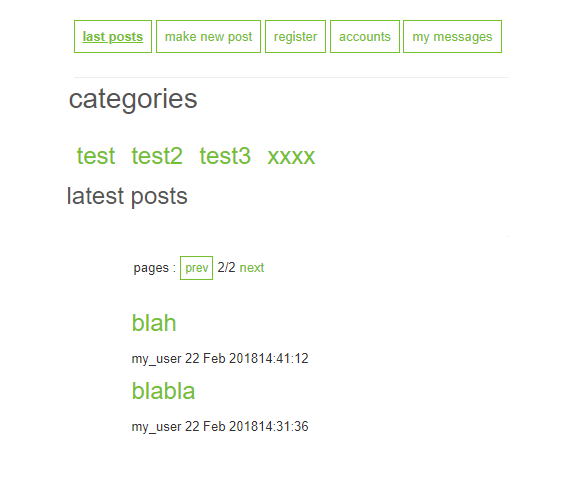 last posts make new post register accounts my messages
categories
test test2 test3 xxxx
latest posts
pages : prev 2/2 next
blah
my_user 22 Feb 201814:41:12
blabla
my_user 22 Feb 201814:31:36